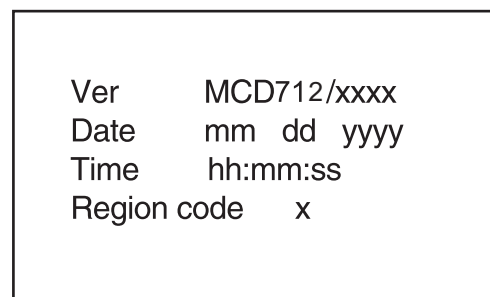 Ver MCD712/xxxx
Date mm dd yyyy
Time hh:mm:ss
Region code x